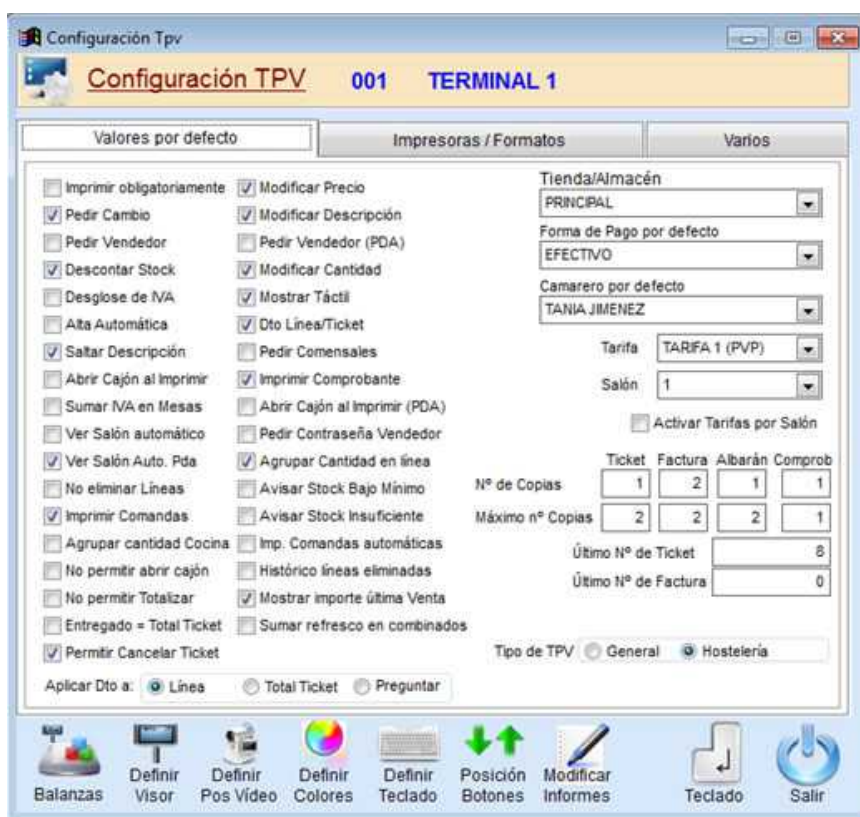 Configuración Tpv
Configuración TPV 001 TERMINAL 1
Valores por defecto Impresoras / Formatos Varios
Imprimir obligatoriamente Modificar Precio
Pedir Cambio Modificar Descripción
Pedir Vendedor Pedir Vendedor (PDA)
Descontar Stock Modificar Cantidad
Desglose de IVA Mostrar Táctil
Alta Automática Dto Línea/Ticket
Saltar Descripción Pedir Comensales
Abrir Cajón al Imprimir Imprimir Comprobante
Sumar IVA en Mesas Abrir Cajón al Imprimir (PDA)
Ver Salón automático Pedir Contraseña Vendedor
Ver Salón Auto. Pda Agrupar Cantidad en línea
No eliminar Líneas Avisar Stock Bajo Mínimo
Imprimir Comandas Avisar Stock Insuficiente
Agrupar cantidad Cocina Imp. Comandas automáticas
No permitir abrir cajón Histórico líneas eliminadas
No permitir Totalizar Mostrar importe última Venta
Entregado = Total Ticket Sumar refresco en combinados
Permitir Cancelar Ticket
Aplicar Dto a: Línea Total Ticket Preguntar
Tienda/Almacén
PRINCIPAL
Forma de Pago por defecto
EFECTIVO
Camarero por defecto
TANIA JIMENEZ
Tarifa TARIFA 1 (PVP)
Salón 1
Activar Tarifas por Salón
Ticket Factura Albarán Comprob
Nº de Copias 1 2 1 1
Máximo nº Copias 2 2 2 1
Último Nº de Ticket 8
Último Nº de Factura 0
Tipo de TPV General Hostelería
Balanzas
Definir Visor
Definir Pos Vídeo
Definir Colores
Definir Teclado
Posición Botones
Modificar Informes
Teclado
Salir